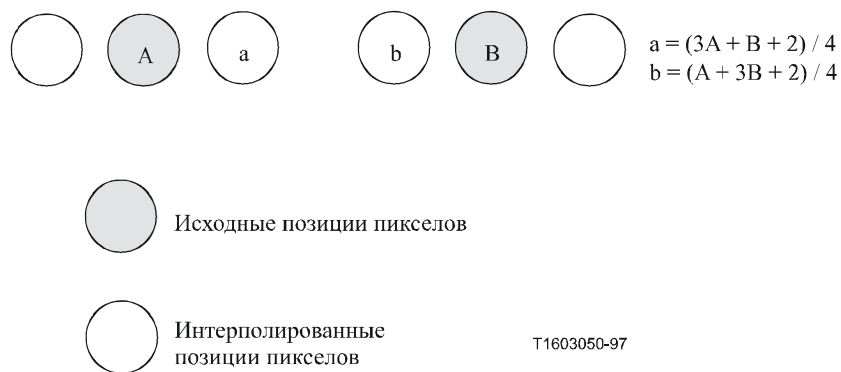 A a b B a = (3A + B + 2) / 4
b = (A + 3B + 2) / 4
Исходные позиции пикселов
Интерполированные
позиции пикселов
T1603050-97